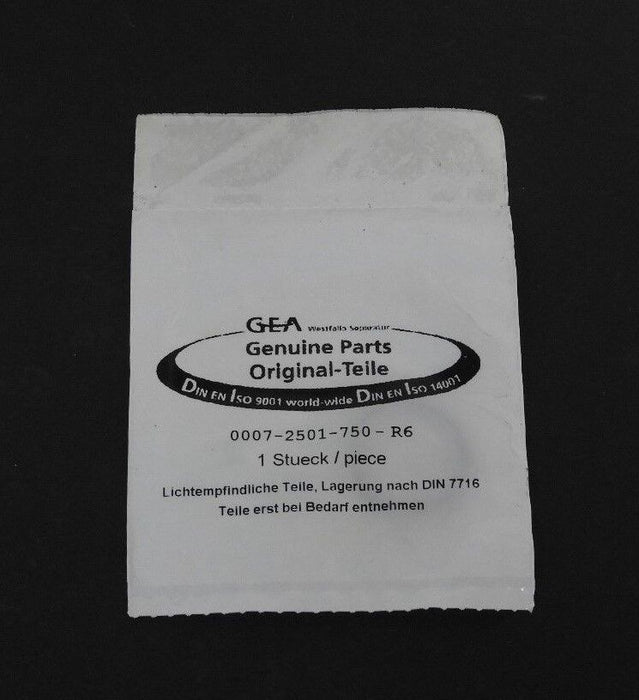 GEA Westfalia Separator
Genuine Parts
Original-Teile
DIN EN ISO 9001 world-wide DIN EN ISO 14001
0007-2501-750-R6
1 Stueck / piece
Lichtempfindliche Teile, Lagerung nach DIN 7716
Teile erst bei Bedarf entnehmen